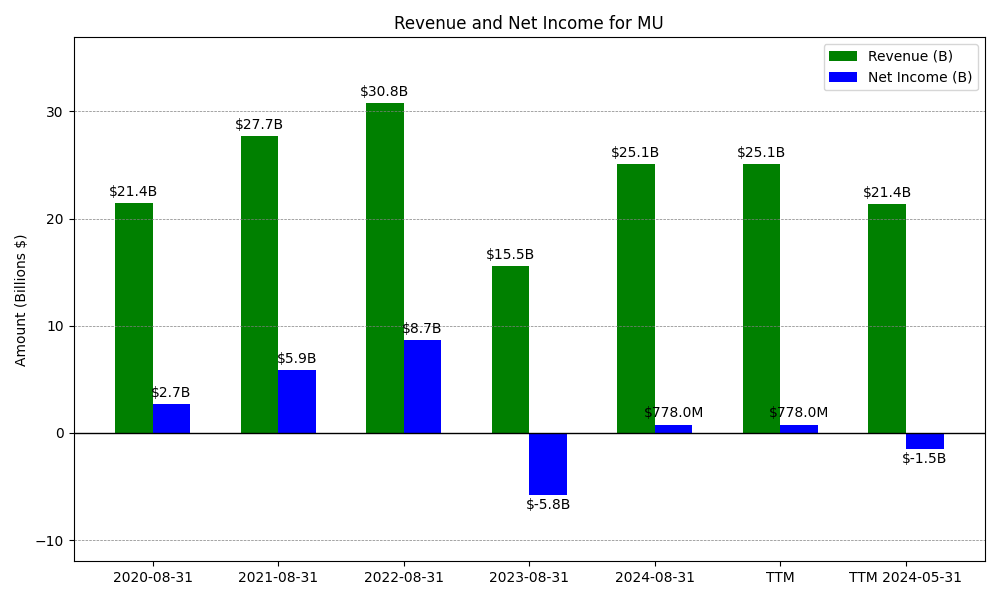 Revenue and Net Income for MU
Revenue (B)
Net Income (B)
Amount (Billions $)
30
20
10
0
−10
$21.4B
$2.7B
$27.7B
$5.9B
$30.8B
$8.7B
$15.5B
$-5.8B
$25.1B
$778.0M
$25.1B
$778.0M
$21.4B
$-1.5B
2020-08-31
2021-08-31
2022-08-31
2023-08-31
2024-08-31
TTM
TTM 2024-05-31